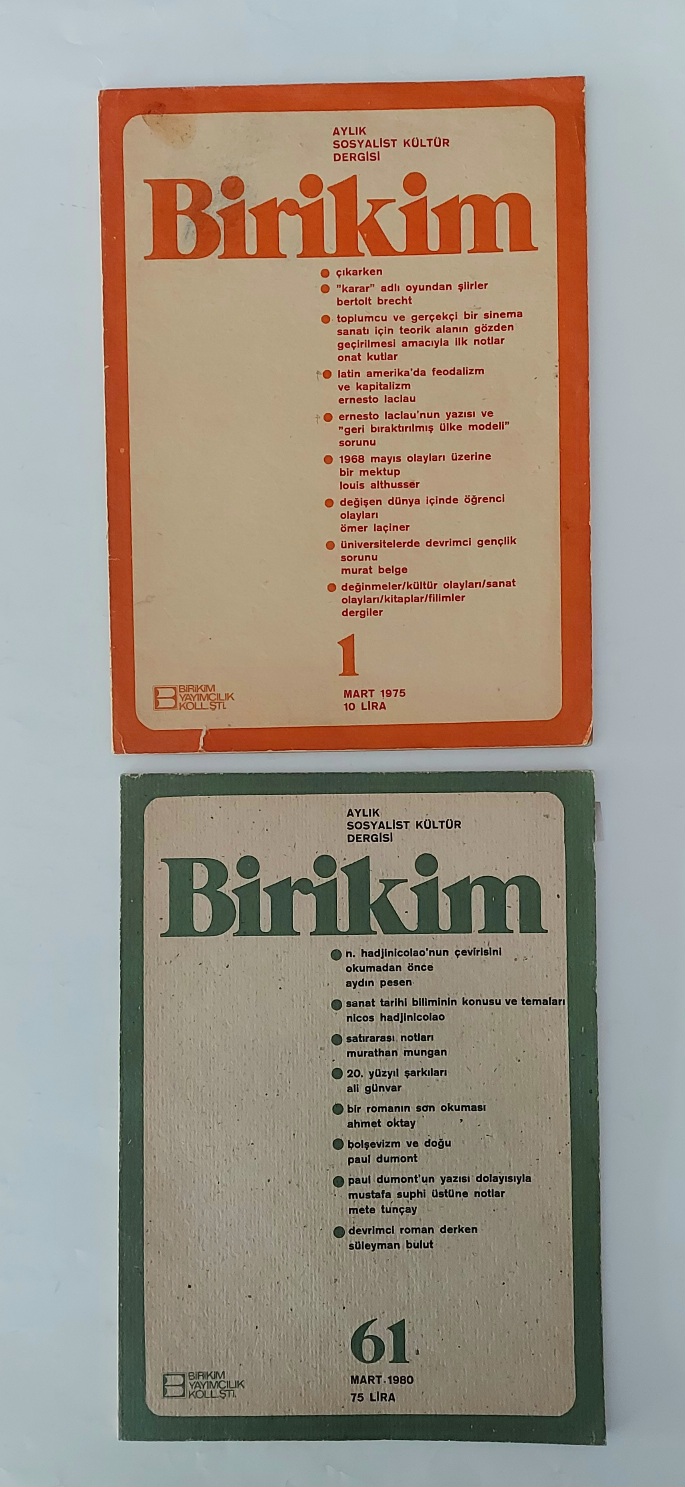 AYLIK
SOSYALİST KÜLTÜR
DERGİSİ
Birikim
çıkarken
"karar" adlı oyundan şiirler
bertolt brecht
toplumcu ve gerçekçi bir sinema
sanatı için teorik alanın gözden
geçirilmesi amacıyla ilk notlar
onat kutlar
latin amerika'da feodalizm
ve kapitalizm
ernesto laclau
ernesto laclau'nun yazısı ve
"geri bıraktırılmış ülke modeli"
sorunu
1968 mayıs olayları üzerine
bir mektup
louis althusser
değişen dünya içinde öğrenci
olayları
ömer laçiner
üniversitelerde devrimci gençlik
sorunu
murat belge
değinmeler/kültür olayları/sanat
olayları/kitaplar/filimler
dergiler
1
MART 1975
10 LİRA
BİRİKİM
YAYIMCILIK
KOLL.ŞTİ.
AYLIK
SOSYALİST KÜLTÜR
DERGİSİ
Birikim
n. hadjinicolao'nun çevirisini
okumadan önce
aydın pesen
sanat tarihi biliminin konusu ve temaları
nicos hadjinicolao
satırarası notları
murathan mungan
20. yüzyıl şarkıları
ali günvar
bir romanın son okuması
ahmet oktay
bolşevizm ve doğu
paul dumont
paul dumont'un yazısı dolayısıyla
mustafa suphi üstüne notlar
mete tunçay
devrimci roman derken
süleyman bulut
61
MART 1980
75 LİRA
BİRİKİM
YAYIMCILIK
KOLL.ŞTİ.